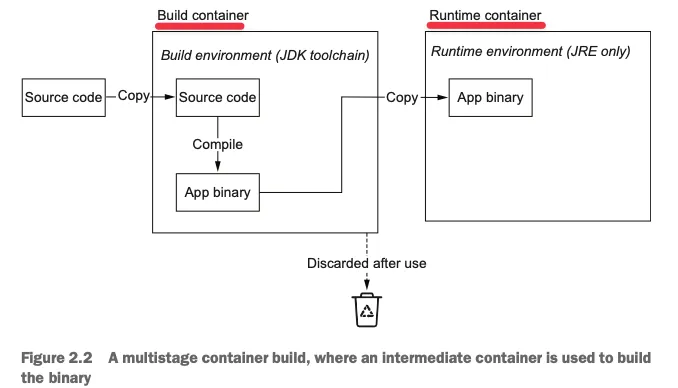 Build container
Runtime container
Build environment (JDK toolchain)
Runtime environment (JRE only)
Source code
Copy
Source code
Copy
App binary
Compile
App binary
Discarded after use
Figure 2.2 A multistage container build, where an intermediate container is used to build
the binary